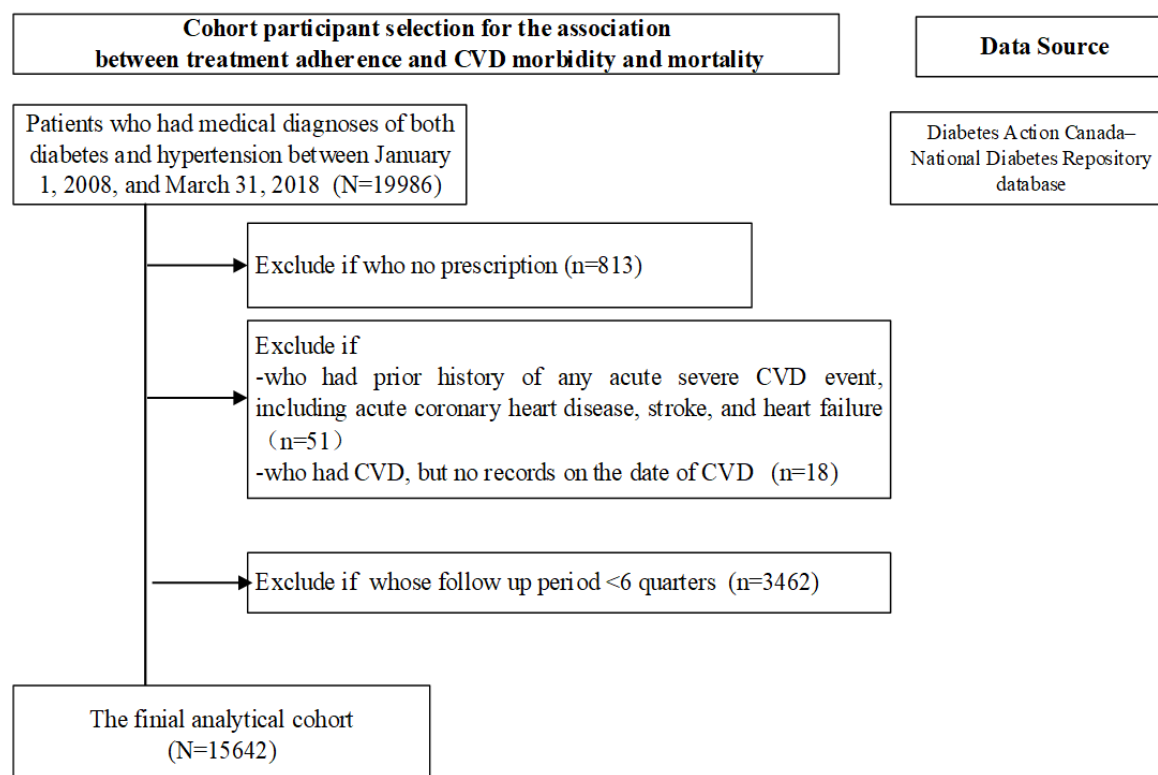 Cohort participant selection for the association
between treatment adherence and CVD morbidity and mortality
Data Source
Patients who had medical diagnoses of both
diabetes and hypertension between January
1, 2008, and March 31, 2018 (N=19986)
Diabetes Action Canada–
National Diabetes Repository
database
Exclude if who no prescription (n=813)
Exclude if
-who had prior history of any acute severe CVD event,
including acute coronary heart disease, stroke, and heart failure
（n=51）
-who had CVD, but no records on the date of CVD (n=18)
Exclude if whose follow up period <6 quarters (n=3462)
The finial analytical cohort
(N=15642)